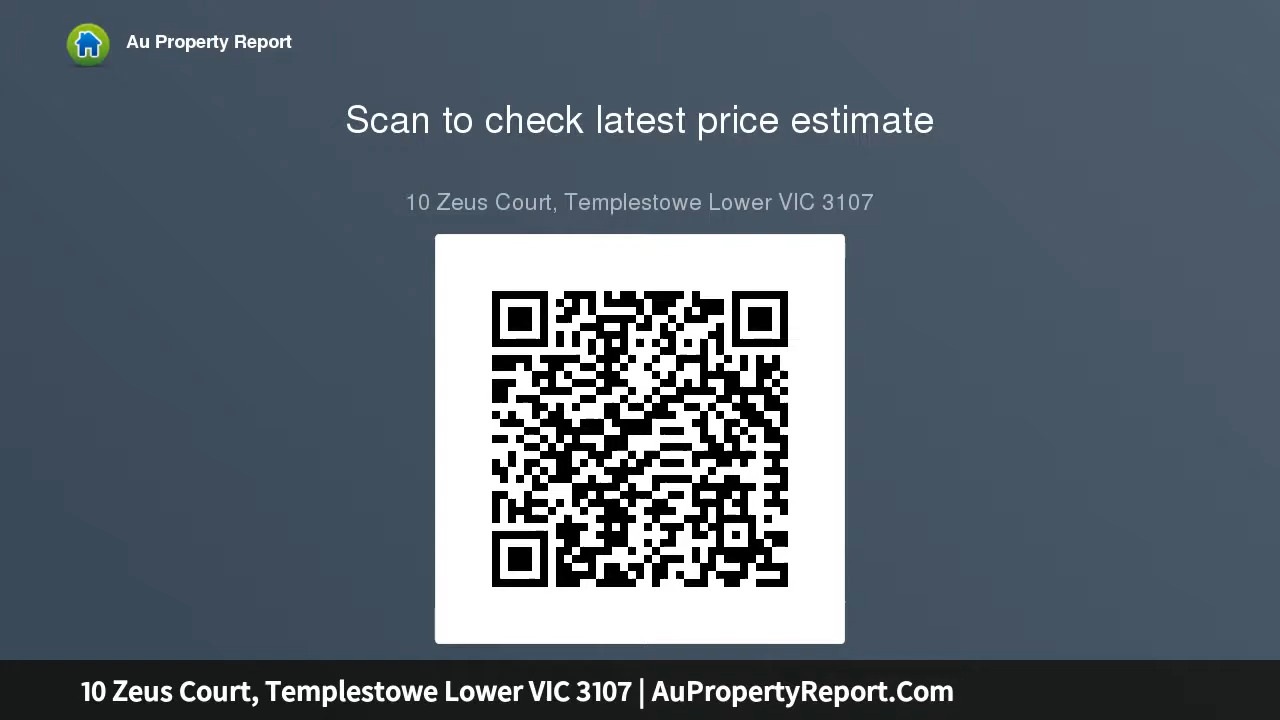 Au Property Report
Scan to check latest price estimate
10 Zeus Court, Templestowe Lower VIC 3107
10 Zeus Court, Templestowe Lower VIC 3107 | AuPropertyReport.Com